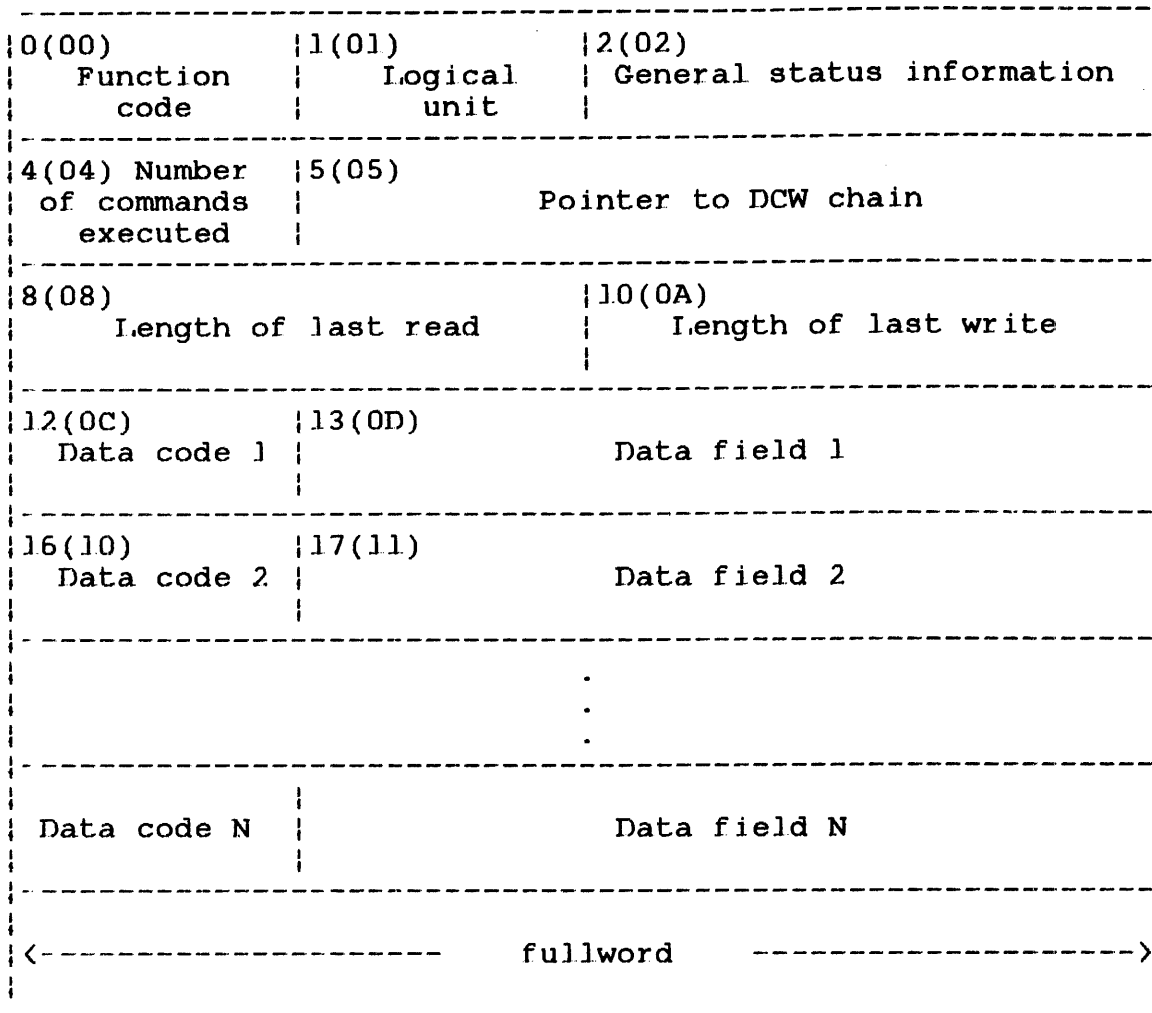 0(00) 1(01) 2(02)
Function Logical General status information
code unit
4(04) Number 5(05)
of commands Pointer to DCW chain
executed
8(08) 10(0A)
Length of last read Length of last write
12(0C) 13(0D)
Data code 1 Data field 1
16(10) 17(11)
Data code 2 Data field 2
.
.
.
Data code N Data field N
<--------------------- fullword --------------------->